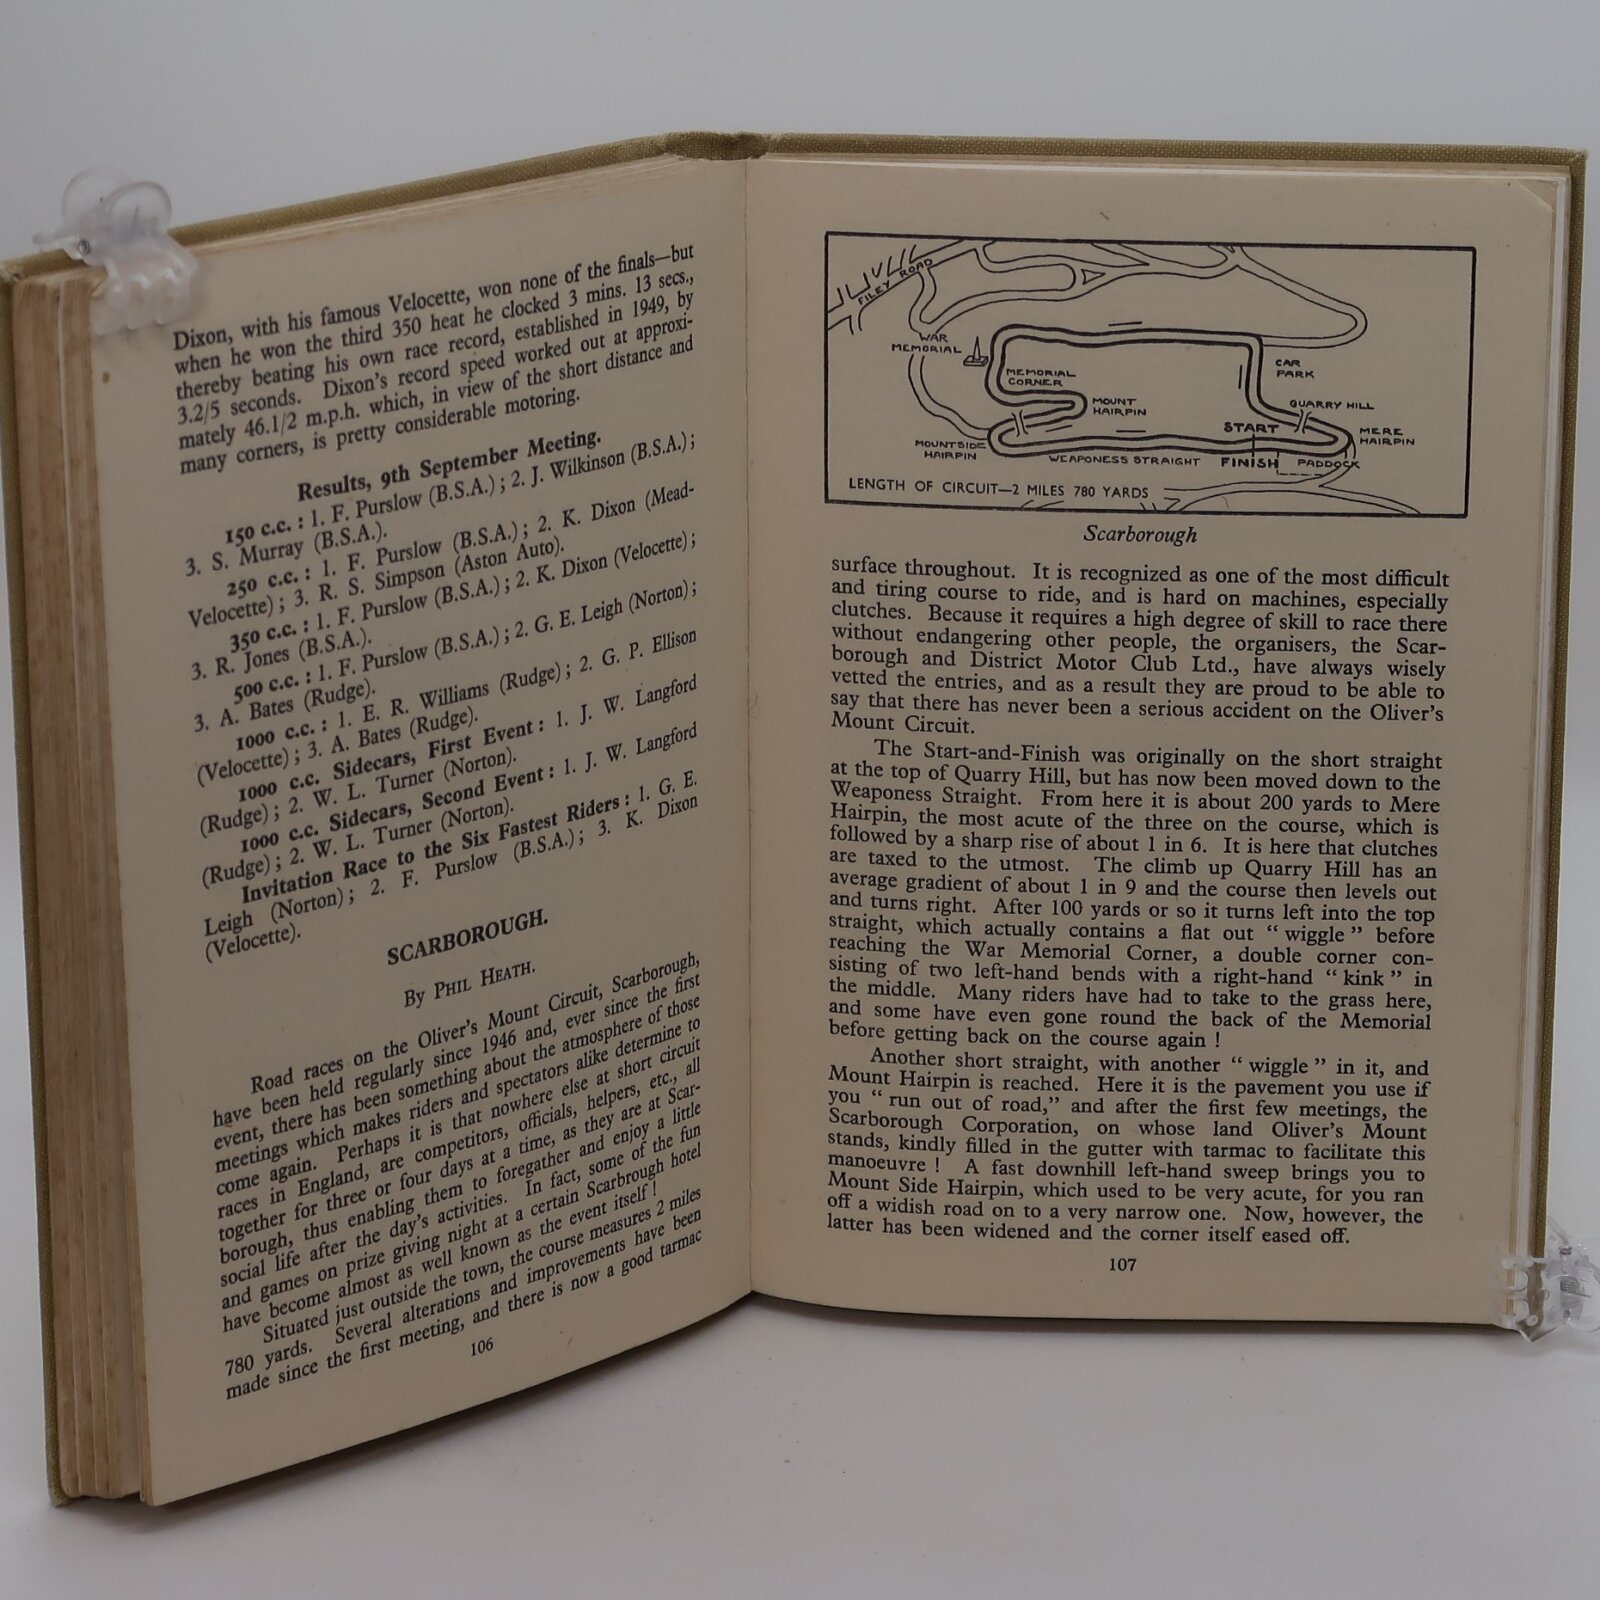 Dixon, with his famous Velocette, won none of the finals—but
when he won the third 350 heat he clocked 3 mins. 13 secs.,
thereby beating his own race record, established in 1949, by
3.2/5 seconds. Dixon's record speed worked out at approxi-
mately 46.1/2 m.p.h. which, in view of the short distance and
many corners, is pretty considerable motoring.
Results, 9th September Meeting.
150 c.c. : 1. F. Purslow (B.S.A.) ; 2. J. Wilkinson (B.S.A.) ;
3. S. Murray (B.S.A.).
250 c.c. : 1. F. Purslow (B.S.A.) ; 2. K. Dixon (Mead-
Velocette) ; 3. R. S. Simpson (Aston Auto).
350 c.c. : 1. F. Purslow (B.S.A.) ; 2. K. Dixon (Velocette) ;
3. R. Jones (B.S.A.).
500 c.c. : 1. F. Purslow (B.S.A.) ; 2. G. E. Leigh (Norton) ;
3. A. Bates (Rudge).
1000 c.c. : 1. E. R. Williams (Rudge) ; 2. G. P. Ellison
(Velocette) ; 3. A. Bates (Rudge).
1000 c.c. Sidecars, First Event : 1. J. W. Langford
(Rudge) ; 2. W. L. Turner (Norton).
1000 c.c. Sidecars, Second Event : 1. J. W. Langford
(Rudge) ; 2. W. L. Turner (Norton).
Invitation Race to the Six Fastest Riders : 1. G. E.
Leigh (Norton) ; 2. F. Purslow (B.S.A.) ; 3. K. Dixon
(Velocette).
SCARBOROUGH.
By PHIL HEATH.
Road races on the Oliver's Mount Circuit, Scarborough,
have been held regularly since 1946 and, ever since the first
event, there has been something about the atmosphere of those
meetings which makes riders and spectators alike determine to
come again. Perhaps it is that nowhere else at short circuit
races in England, are competitors, officials, helpers, etc., all
together for three or four days at a time, as they are at Scar-
borough, thus enabling them to foregather and enjoy a little
social life after the day's activities. In fact, some of the fun
and games on prize giving night at a certain Scarbrough hotel
have become almost as well known as the event itself !
Situated just outside the town, the course measures 2 miles
780 yards. Several alterations and improvements have been
made since the first meeting, and there is now a good tarmac
106
FILEY ROAD
WAR
MEMORIAL
MEMORIAL
CORNER
MOUNT
HAIRPIN
CAR
PARK
QUARRY HILL
START
MERE
HAIRPIN
MOUNT SIDE
HAIRPIN
WEAPONESS STRAIGHT
FINISH
PADDOCK
LENGTH OF CIRCUIT—2 MILES 780 YARDS
Scarborough
surface throughout. It is recognized as one of the most difficult
and tiring course to ride, and is hard on machines, especially
clutches. Because it requires a high degree of skill to race there
without endangering other people, the organisers, the Scar-
borough and District Motor Club Ltd., have always wisely
vetted the entries, and as a result they are proud to be able to
say that there has never been a serious accident on the Oliver's
Mount Circuit.
The Start-and-Finish was originally on the short straight
at the top of Quarry Hill, but has now been moved down to the
Weaponess Straight. From here it is about 200 yards to Mere
Hairpin, the most acute of the three on the course, which is
followed by a sharp rise of about 1 in 6. It is here that clutches
are taxed to the utmost. The climb up Quarry Hill has an
average gradient of about 1 in 9 and the course then levels out
and turns right. After 100 yards or so it turns left into the top
straight, which actually contains a flat out " wiggle " before
reaching the War Memorial Corner, a double corner con-
sisting of two left-hand bends with a right-hand " kink " in
the middle. Many riders have had to take to the grass here,
and some have even gone round the back of the Memorial
before getting back on the course again !
Another short straight, with another " wiggle " in it, and
Mount Hairpin is reached. Here it is the pavement you use if
you " run out of road," and after the first few meetings, the
Scarborough Corporation, on whose land Oliver's Mount
stands, kindly filled in the gutter with tarmac to facilitate this
manoeuvre ! A fast downhill left-hand sweep brings you to
Mount Side Hairpin, which used to be very acute, for you ran
off a widish road on to a very narrow one. Now, however, the
latter has been widened and the corner itself eased off.
107